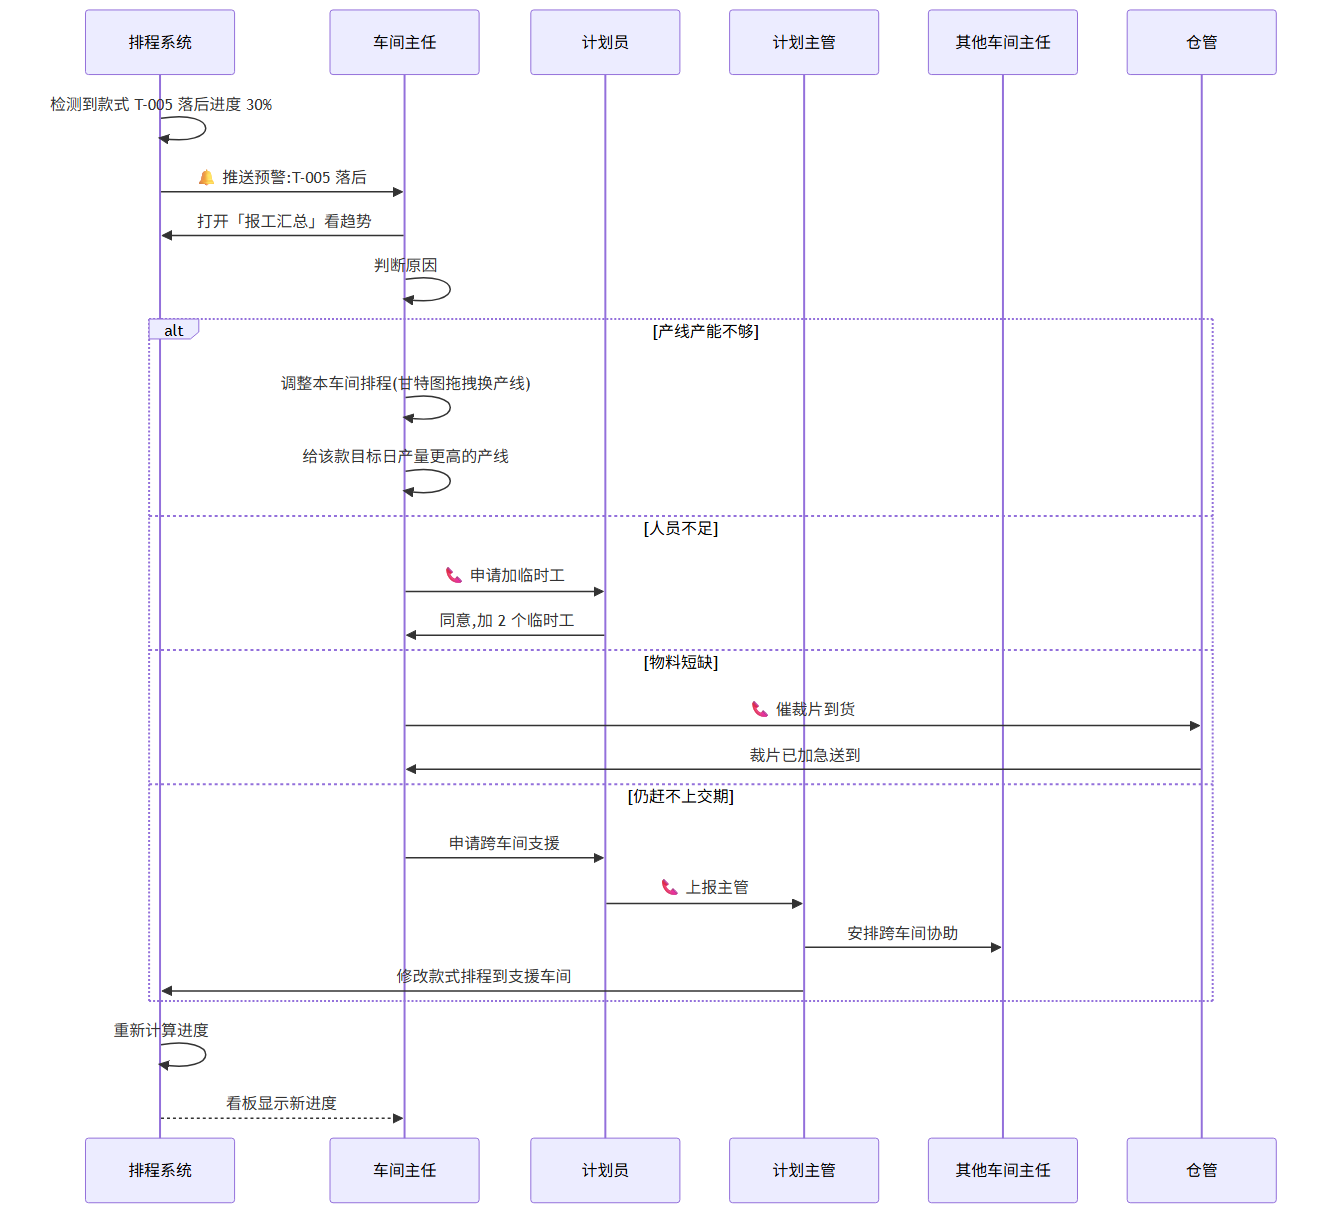 排程系统
车间主任
计划员
计划主管
其他车间主任
仓管
检测到款式 T-005 落后进度 30%
🔔 推送预警:T-005 落后
打开「报工汇总」看趋势
判断原因
alt
[产线产能不够]
调整本车间排程(甘特图拖拽换产线)
给该款目标日产量更高的产线
[人员不足]
📞 申请加临时工
同意,加 2 个临时工
[物料短缺]
📞 催裁片到货
裁片已加急送到
[仍赶不上交期]
申请跨车间支援
📞 上报主管
安排跨车间协助
修改款式排程到支援车间
重新计算进度
看板显示新进度
排程系统
车间主任
计划员
计划主管
其他车间主任
仓管